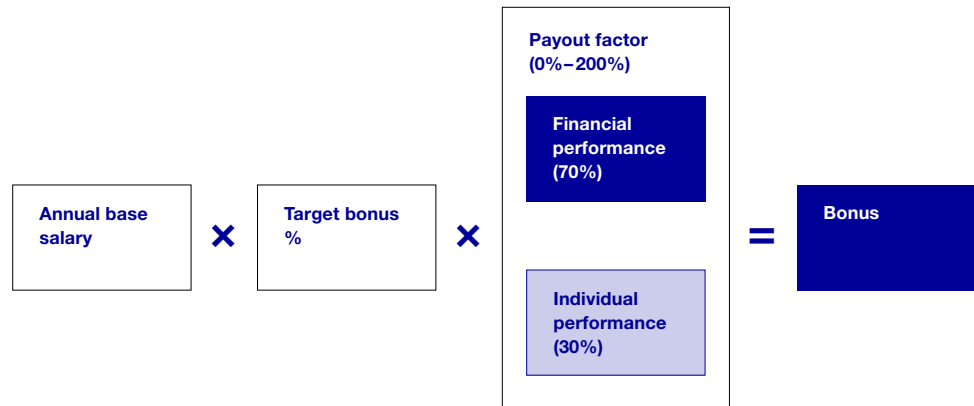 Annual base
salary
×
Target bonus
%
×
Payout factor
(0%–200%)
Financial
performance
(70%)
Individual
performance
(30%)
=
Bonus